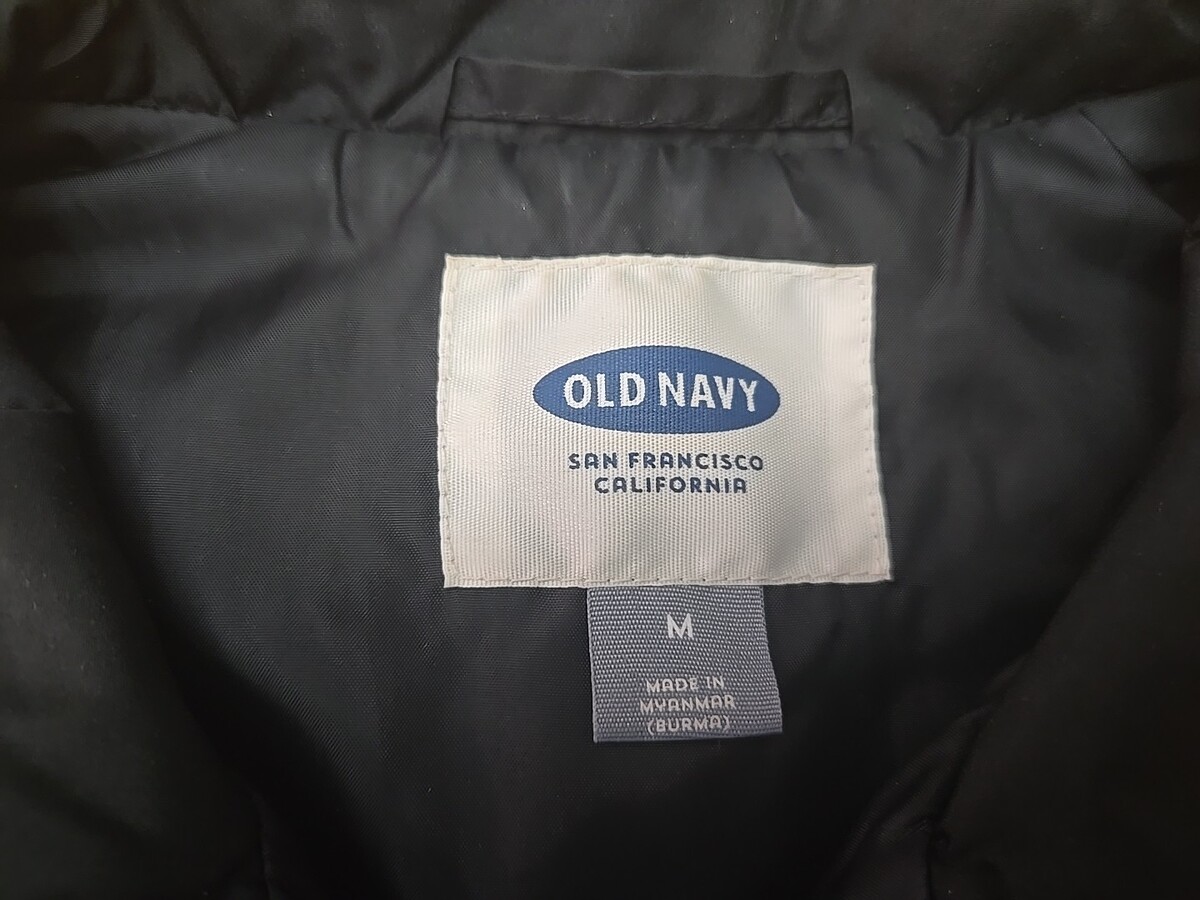 OLD NAVY
SAN FRANCISCO
CALIFORNIA
M
MADE IN
MYANMAR
(BURMA)